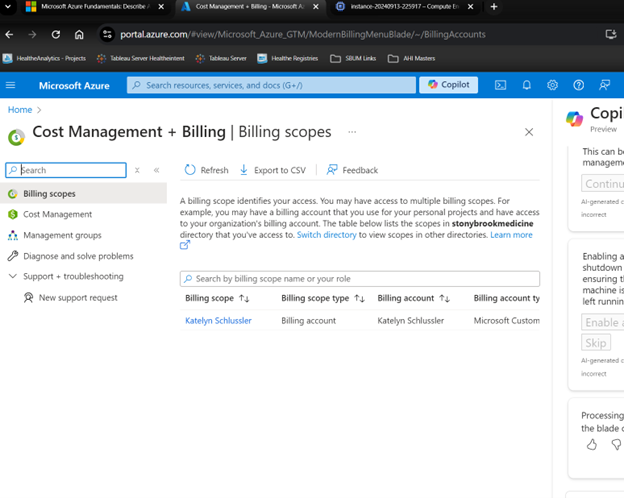 Microsoft Azure Fundamentals: Describe A
Cost Management + Billing - Microsoft Az
instance-20240913-225917 – Compute En
portal.azure.com/#view/Microsoft_Azure_GTM/ModernBillingMenuBlade/~/BillingAccounts
HealtheAnalytics - Projects
Tableau Server Healtheintent
Tableau Server
Healthe Registries
SBUM Links
AHI Masters
Microsoft Azure
Search resources, services, and docs (G+/)
Copilot
Home >
Cost Management + Billing | Billing scopes ...
Search
Billing scopes
Cost Management
Management groups
Diagnose and solve problems
Support + troubleshooting
New support request
Refresh
Export to CSV
Feedback
A billing scope identifies your access. You may have access to multiple billing scopes. For
example, you may have a billing account that you use for your personal projects and have access
to your organization's billing account. The table below lists the scopes in stonybrookmedicine
directory that you've access to. Switch directory to view scopes in other directories. Learn more
Search by billing scope name or your role
Billing scope ↑↓ Billing scope type ↑↓ Billing account ↑↓ Billing account ty
Katelyn Schlussler Billing account Katelyn Schlussler Microsoft Custom
Copi
Preview
This can be
manageme
Continu
AI-generated c
incorrect
Enabling a
shutdown
ensuring th
machine is
left runnin
Enable a
Skip
AI-generated c
incorrect
Processing
the blade c